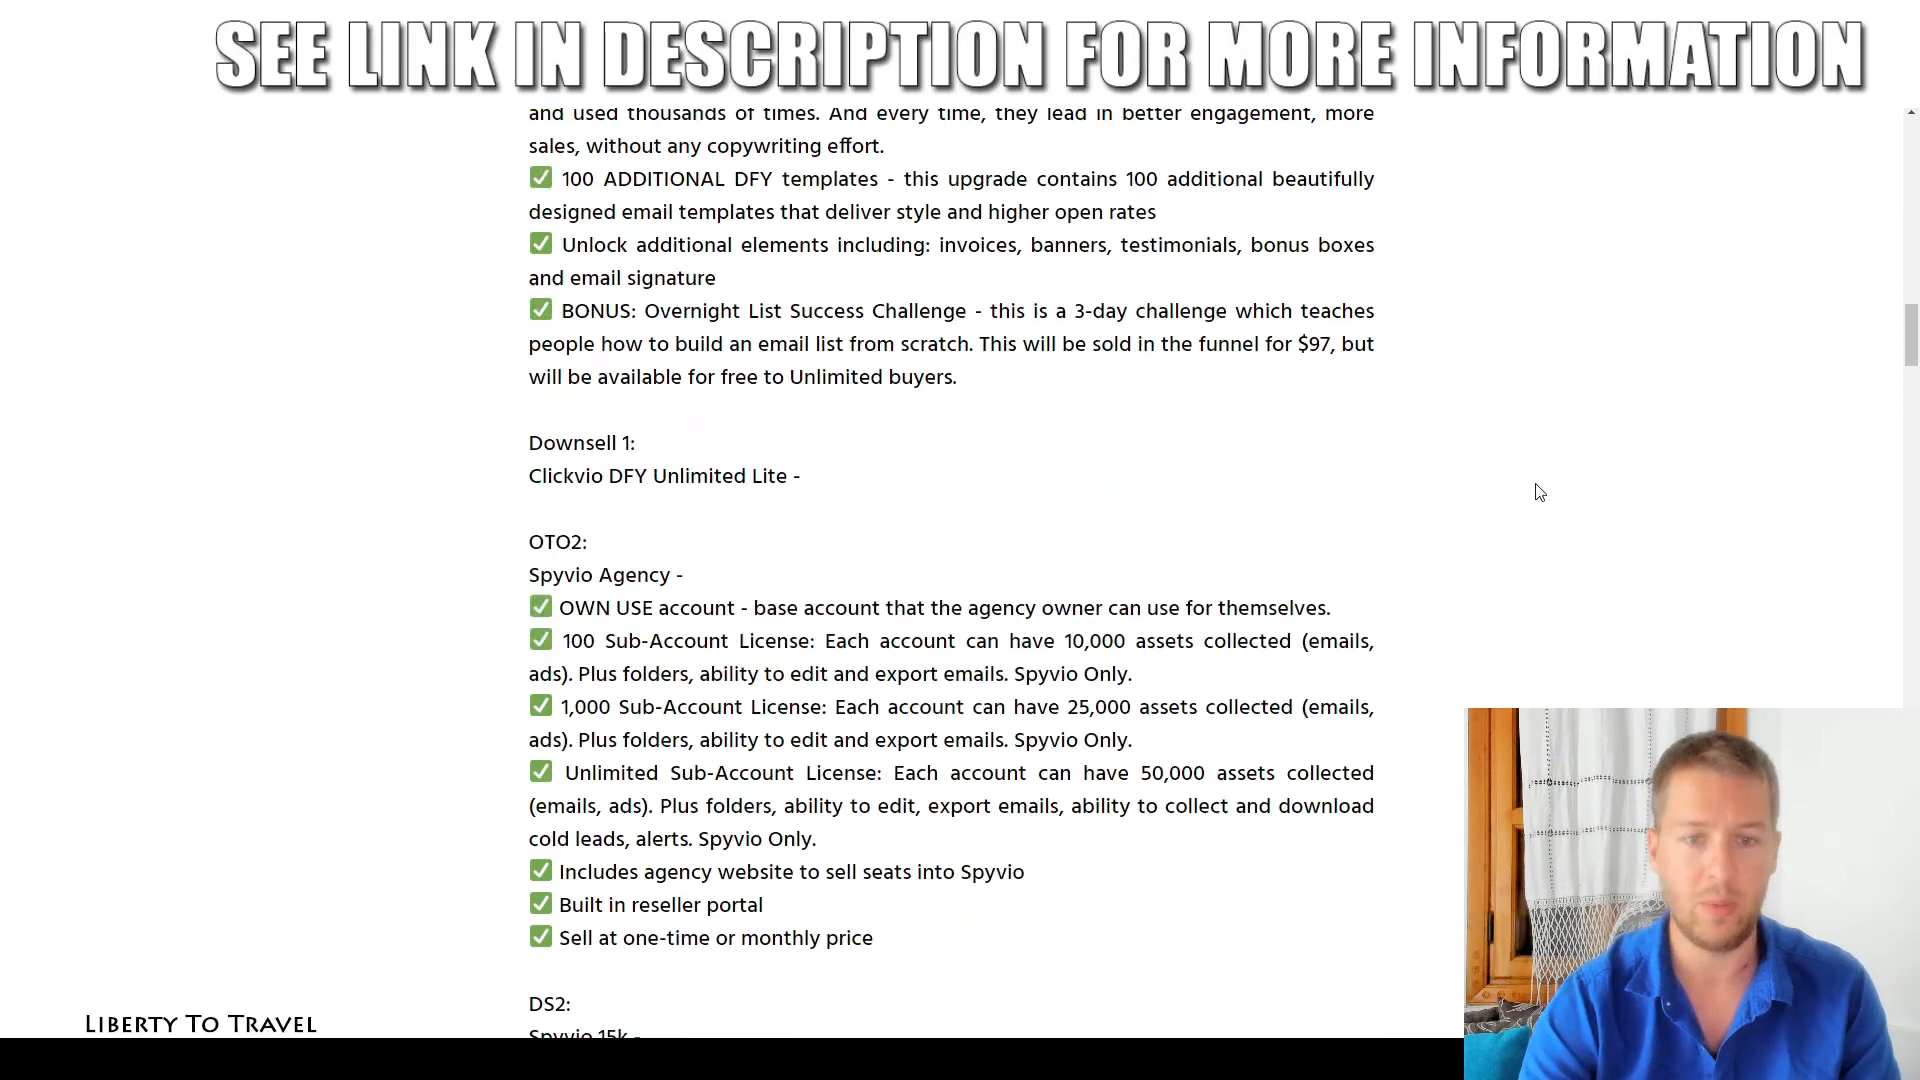 SEE LINK IN DESCRIPTION FOR MORE INFORMATION
and used thousands of times. And every time, they lead in better engagement, more
sales, without any copywriting effort.
✅ 100 ADDITIONAL DFY templates - this upgrade contains 100 additional beautifully
designed email templates that deliver style and higher open rates
✅ Unlock additional elements including: invoices, banners, testimonials, bonus boxes
and email signature
✅ BONUS: Overnight List Success Challenge - this is a 3-day challenge which teaches
people how to build an email list from scratch. This will be sold in the funnel for $97, but
will be available for free to Unlimited buyers.
Downsell 1:
Clickvio DFY Unlimited Lite -
OTO2:
Spyvio Agency -
✅ OWN USE account - base account that the agency owner can use for themselves.
✅ 100 Sub-Account License: Each account can have 10,000 assets collected (emails,
ads). Plus folders, ability to edit and export emails. Spyvio Only.
✅ 1,000 Sub-Account License: Each account can have 25,000 assets collected (emails,
ads). Plus folders, ability to edit and export emails. Spyvio Only.
✅ Unlimited Sub-Account License: Each account can have 50,000 assets collected
(emails, ads). Plus folders, ability to edit, export emails, ability to collect and download
cold leads, alerts. Spyvio Only.
✅ Includes agency website to sell seats into Spyvio
✅ Built in reseller portal
✅ Sell at one-time or monthly price
DS2:
Spyvio 15k -
LIBERTY TO TRAVEL